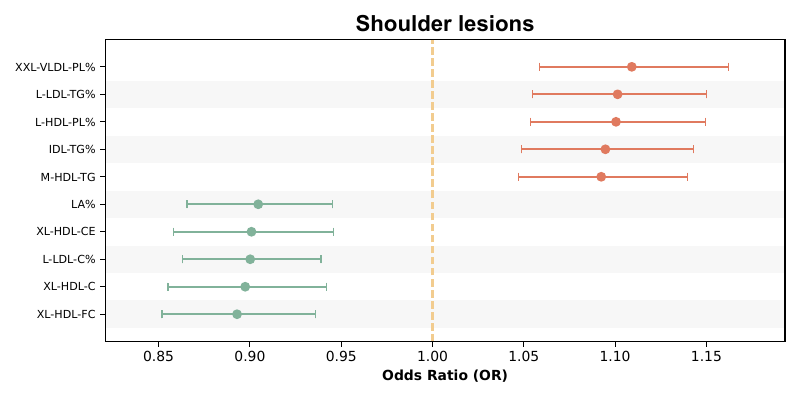 Shoulder lesions
XXL-VLDL-PL%
L-LDL-TG%
L-HDL-PL%
IDL-TG%
M-HDL-TG
LA%
XL-HDL-CE
L-LDL-C%
XL-HDL-C
XL-HDL-FC
0.85 0.90 0.95 1.00 1.05 1.10 1.15
Odds Ratio (OR)